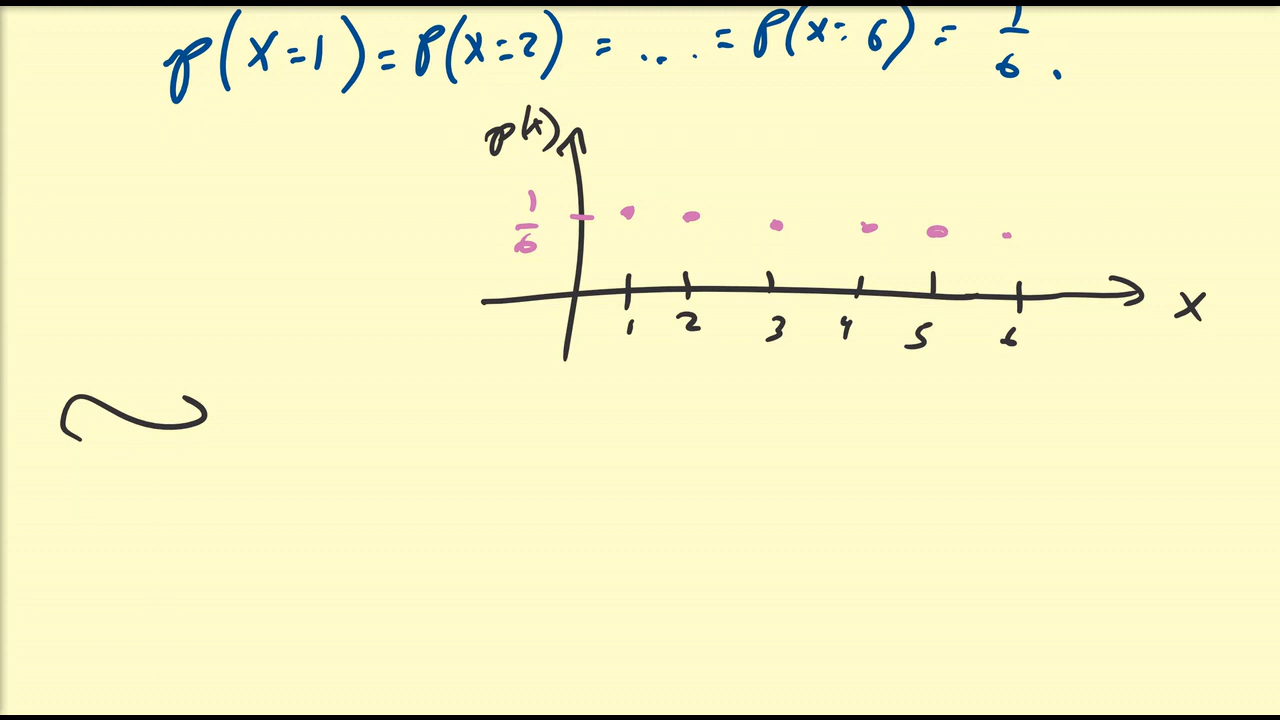 p(X=1) = p(X=2) = ... = p(X=6) = 1/6 .
p(x)
1/6
1 2 3 4 5 6
x
~